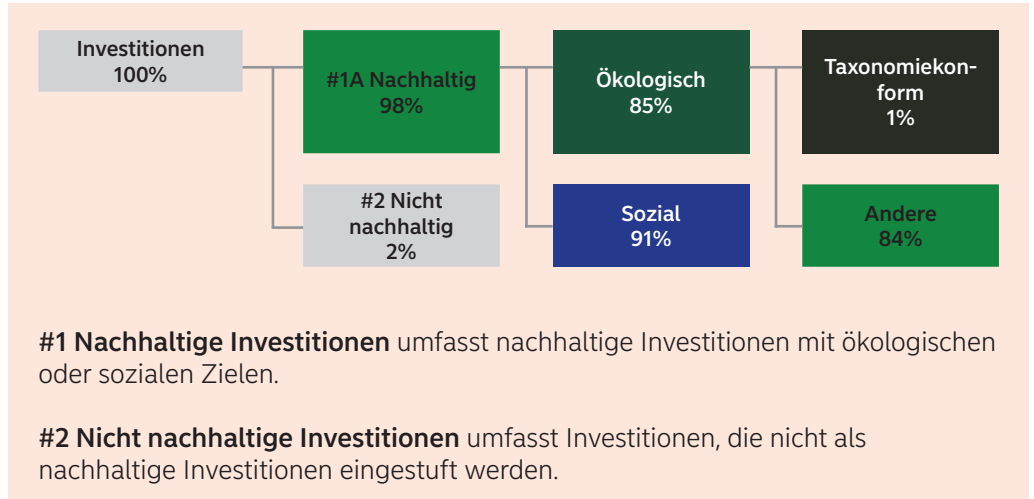 Investitionen
100%
#1A Nachhaltig
98%
Ökologisch
85%
Taxonomiekon-
form
1%
#2 Nicht
nachhaltig
2%
Sozial
91%
Andere
84%
#1 Nachhaltige Investitionen umfasst nachhaltige Investitionen mit ökologischen
oder sozialen Zielen.
#2 Nicht nachhaltige Investitionen umfasst Investitionen, die nicht als
nachhaltige Investitionen eingestuft werden.